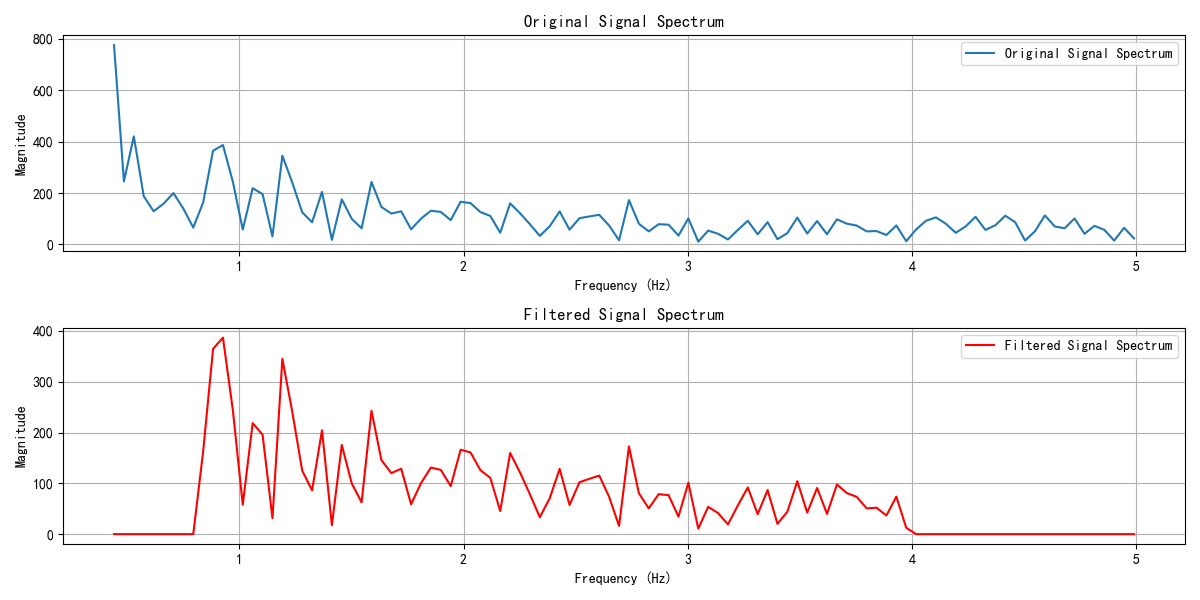 Original Signal Spectrum
800
600
400
200
0
Magnitude
Original Signal Spectrum
1
2
3
4
5
Frequency (Hz)
Filtered Signal Spectrum
400
300
200
100
0
Magnitude
Filtered Signal Spectrum
1
2
3
4
5
Frequency (Hz)